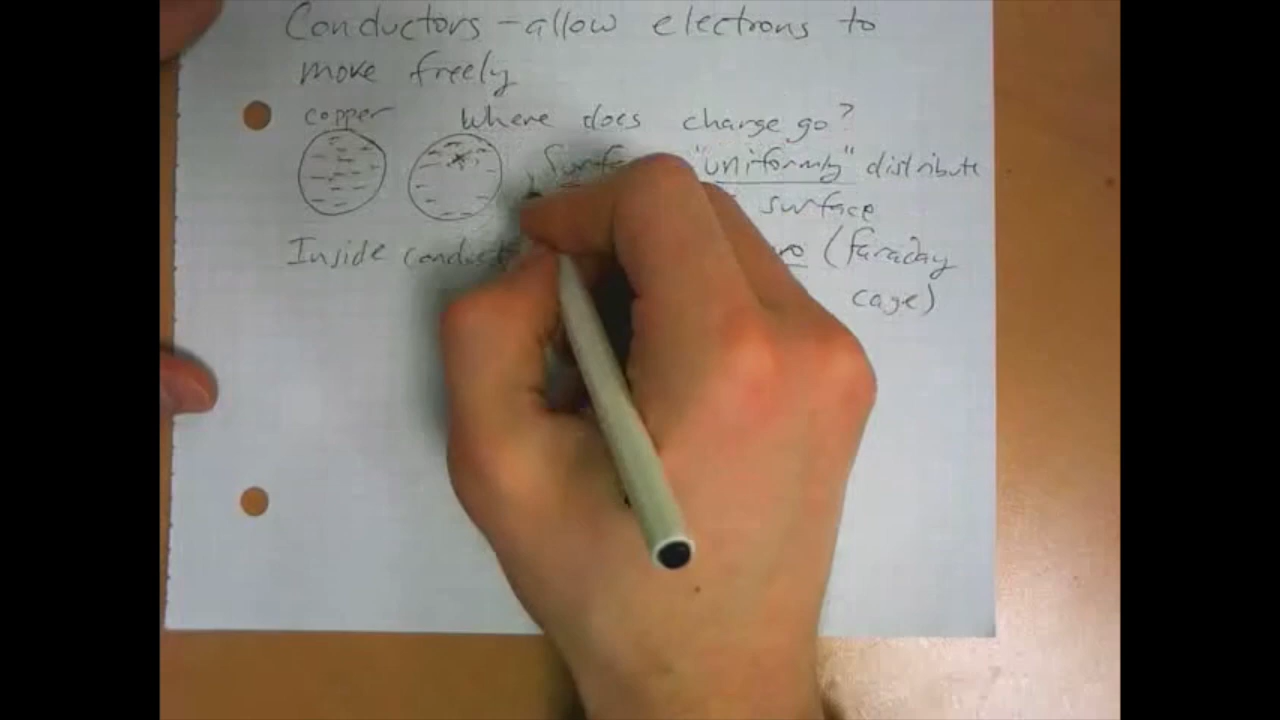 Conductors - allow electrons to
move freely
copper Where does charge go?
"uniformly" distribute
surface
Inside (faraday
cage)